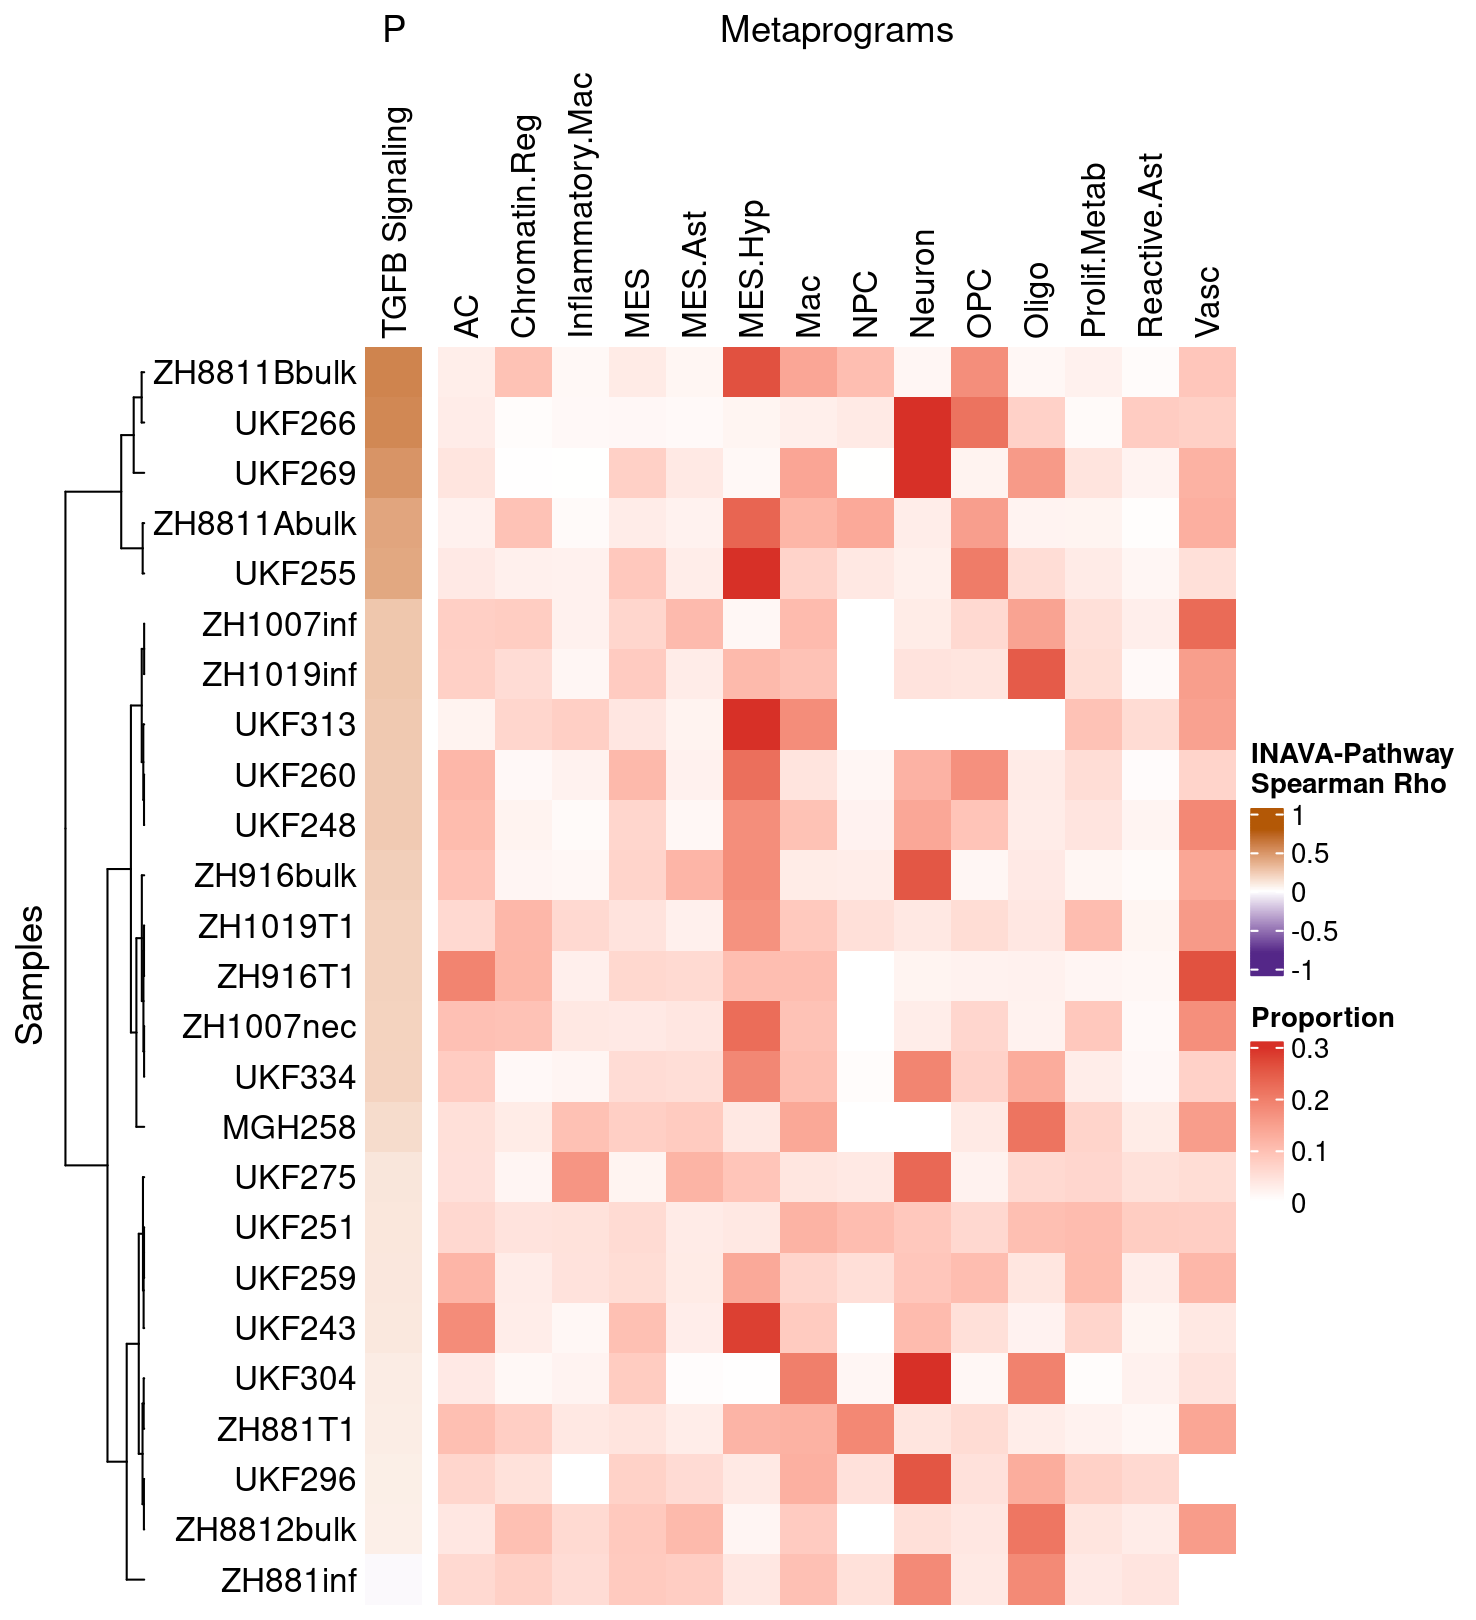 P
Metaprograms
TGFB Signaling
AC
Chromatin.Reg
Inflammatory.Mac
MES
MES.Ast
MES.Hyp
Mac
NPC
Neuron
OPC
Oligo
Prolif.Metab
Reactive.Ast
Vasc
Samples
ZH8811Bbulk
UKF266
UKF269
ZH8811Abulk
UKF255
ZH1007inf
ZH1019inf
UKF313
UKF260
UKF248
ZH916bulk
ZH1019T1
ZH916T1
ZH1007nec
UKF334
MGH258
UKF275
UKF251
UKF259
UKF243
UKF304
ZH881T1
UKF296
ZH8812bulk
ZH881inf
INAVA-Pathway
Spearman Rho
1
0.5
0
-0.5
-1
Proportion
0.3
0.2
0.1
0